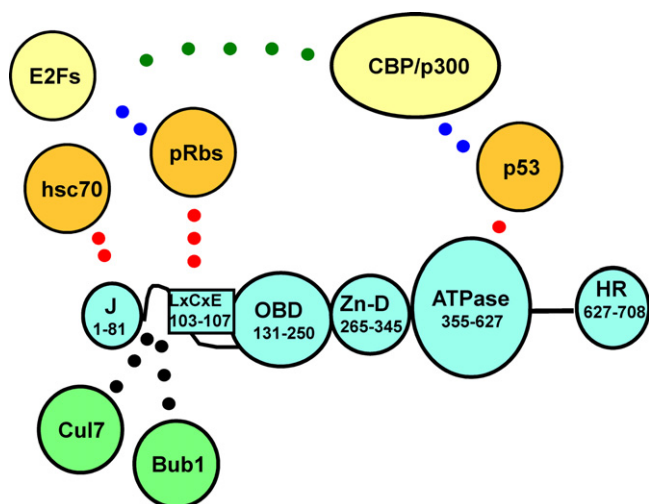 E2Fs
CBP/p300
pRbs
p53
hsc70
J
1-81
LxCxE
103-107
OBD
131-250
Zn-D
265-345
ATPase
355-627
HR
627-708
Cul7
Bub1